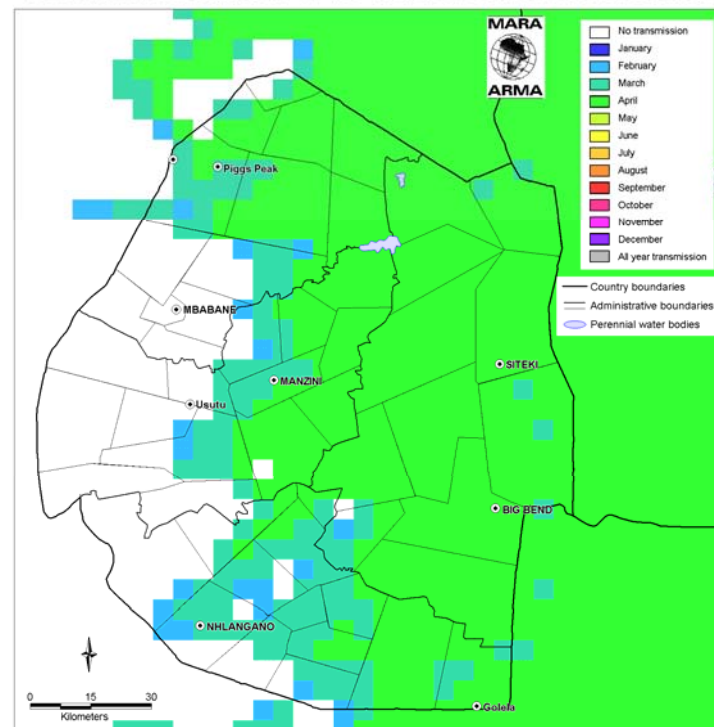 MARA
ARMA
No transmission
January
February
March
April
May
June
July
August
September
October
November
December
All year transmission
Country boundaries
Administrative boundaries
Perennial water bodies
Piggs Peak
MBABANE
SITEKI
MANZINI
Usutu
BIG BEND
NHLANGANO
Golela
0 15 30
Kilometers